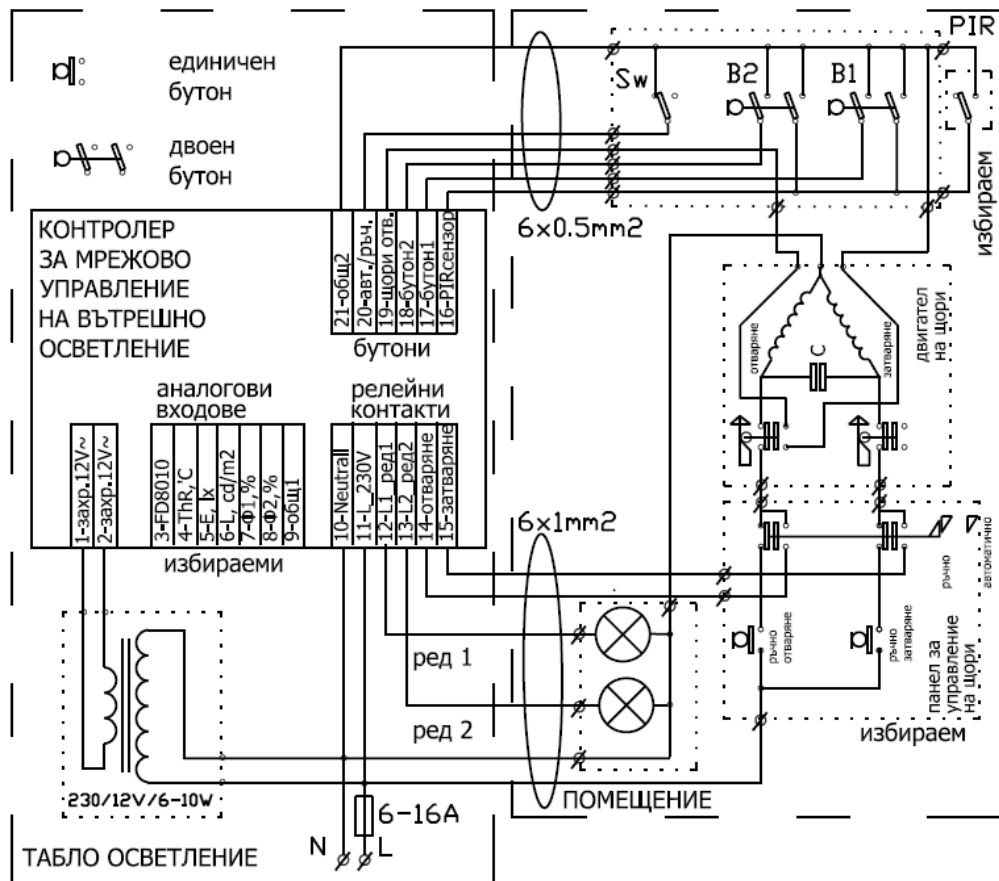 единичен
бутон
двоен
бутон
PIR
Sw
B2
B1
избираем
6x0.5mm2
КОНТРОЛЕР
ЗА МРЕЖОВО
УПРАВЛЕНИЕ
НА ВЪТРЕШНО
ОСВЕТЛЕНИЕ
21-общ2
20-авт./ръч.
19-щори отв.
18-бутон2
17-бутон1
16-PIRсензор
бутони
аналогови
входове
релейни
контакти
1-захр.12V~
2-захр.12V~
3-FD8010
4-ThR,'C
5-E, lx
6-L, cd/m2
7-Ф1,%
8-Ф2,%
9-общ1
10-Neutrall
11-L_230V
12-L1_ред1
13-L2_ред2
14-отваряне
15-затваряне
избираеми
отваряне
C
затваряне
двигател
на щори
6x1mm2
ръчно
автоматично
ръчно
отваряне
ръчно
затваряне
панел за
управление
на щори
избираем
ред 1
ред 2
230/12V/6-10W
6-16A
ПОМЕЩЕНИЕ
N
L
ТАБЛО ОСВЕТЛЕНИЕ